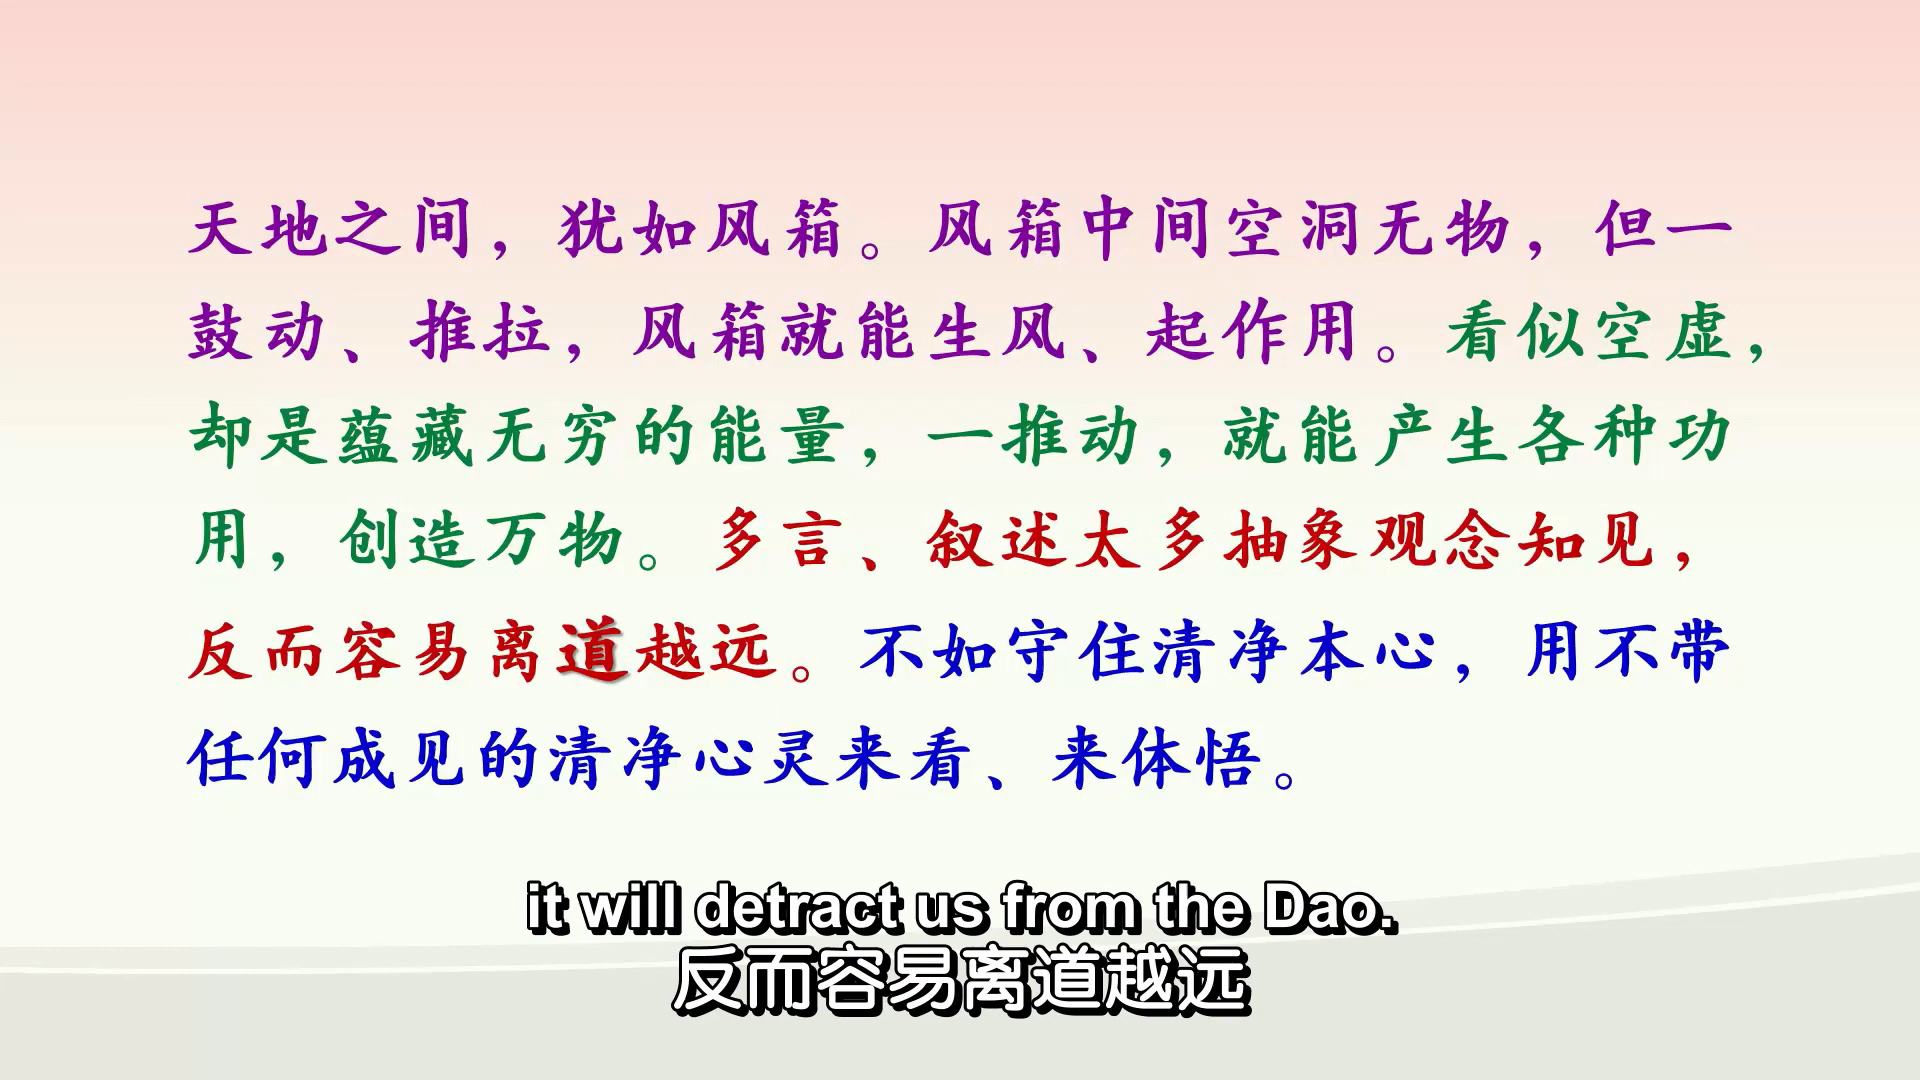 天地之间，犹如风箱。风箱中间空洞无物，但一
鼓动、推拉，风箱就能生风、起作用。看似空虚，
却是蕴藏无穷的能量，一推动，就能产生各种功
用，创造万物。多言、叙述太多抽象观念知见，
反而容易离道越远。不如守住清净本心，用不带
任何成见的清净心灵来看、来体悟。
it will detract us from the Dao.
反而容易离道越远